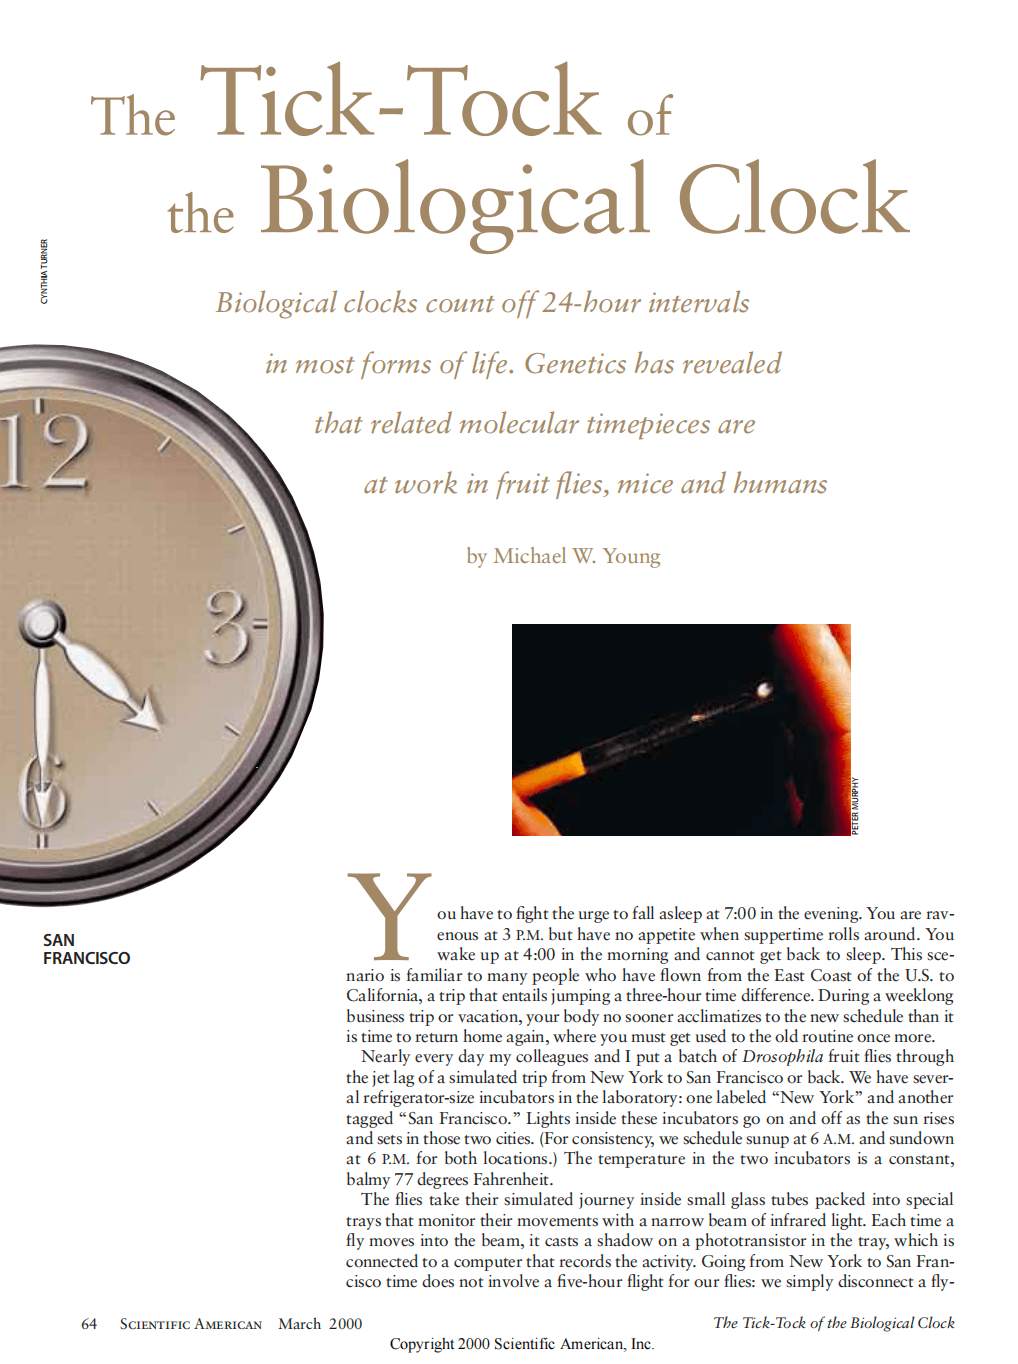 The Tick-Tock of
the Biological Clock
CYNTHIA TURNER
Biological clocks count off 24-hour intervals
in most forms of life. Genetics has revealed
that related molecular timepieces are
at work in fruit flies, mice and humans
by Michael W. Young
12
3
6
PETER MURPHY
SAN
FRANCISCO
You have to fight the urge to fall asleep at 7:00 in the evening. You are rav-
enous at 3 P.M. but have no appetite when suppertime rolls around. You
wake up at 4:00 in the morning and cannot get back to sleep. This sce-
nario is familiar to many people who have flown from the East Coast of the U.S. to
California, a trip that entails jumping a three-hour time difference. During a weeklong
business trip or vacation, your body no sooner acclimatizes to the new schedule than it
is time to return home again, where you must get used to the old routine once more.
Nearly every day my colleagues and I put a batch of Drosophila fruit flies through
the jet lag of a simulated trip from New York to San Francisco or back. We have sever-
al refrigerator-size incubators in the laboratory: one labeled “New York” and another
tagged “San Francisco.” Lights inside these incubators go on and off as the sun rises
and sets in those two cities. (For consistency, we schedule sunup at 6 A.M. and sundown
at 6 P.M. for both locations.) The temperature in the two incubators is a constant,
balmy 77 degrees Fahrenheit.
The flies take their simulated journey inside small glass tubes packed into special
trays that monitor their movements with a narrow beam of infrared light. Each time a
fly moves into the beam, it casts a shadow on a phototransistor in the tray, which is
connected to a computer that records the activity. Going from New York to San Fran-
cisco time does not involve a five-hour flight for our flies: we simply disconnect a fly-
64 SCIENTIFIC AMERICAN March 2000
The Tick-Tock of the Biological Clock
Copyright 2000 Scientific American, Inc.